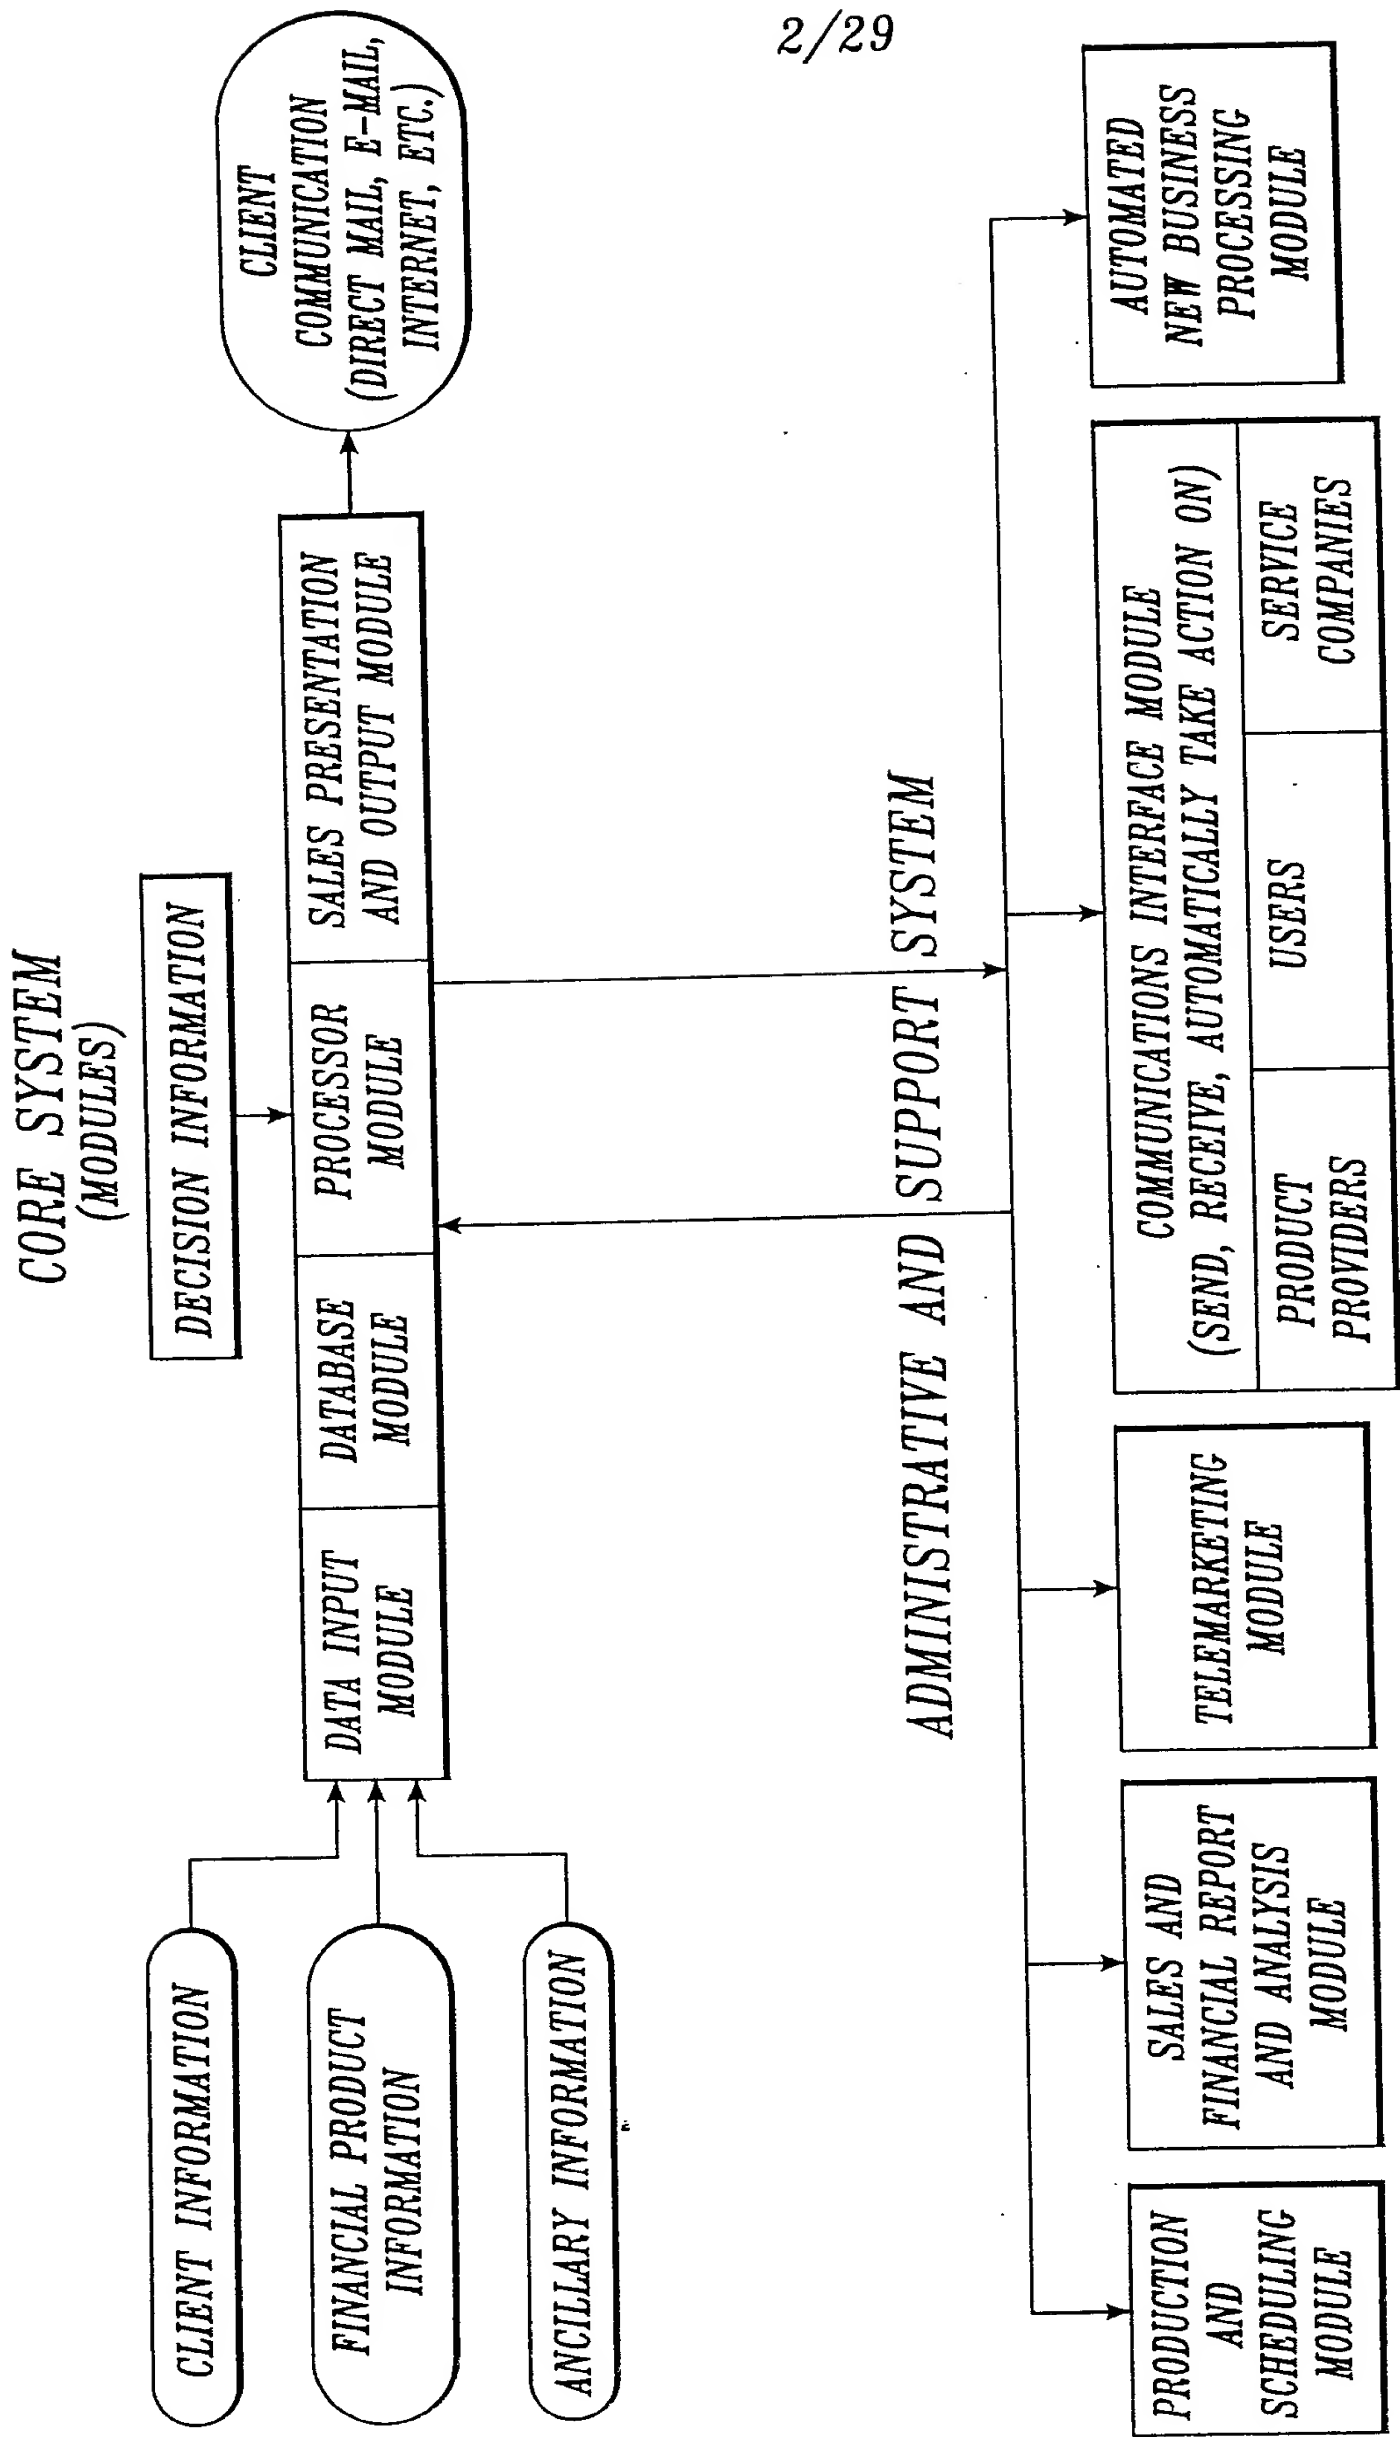 2/29
CORE SYSTEM
(MODULES)
DECISION INFORMATION
CLIENT INFORMATION
FINANCIAL PRODUCT
INFORMATION
ANCILLARY INFORMATION
DATA INPUT
MODULE
DATABASE
MODULE
PROCESSOR
MODULE
SALES PRESENTATION
AND OUTPUT MODULE
CLIENT
COMMUNICATION
(DIRECT MAIL, E-MAIL,
INTERNET, ETC.)
ADMINISTRATIVE AND SUPPORT SYSTEM
PRODUCTION
AND
SCHEDULING
MODULE
SALES AND
FINANCIAL REPORT
AND ANALYSIS
MODULE
TELEMARKETING
MODULE
COMMUNICATIONS INTERFACE MODULE
(SEND, RECEIVE, AUTOMATICALLY TAKE ACTION ON)
PRODUCT
PROVIDERS
USERS
SERVICE
COMPANIES
AUTOMATED
NEW BUSINESS
PROCESSING
MODULE